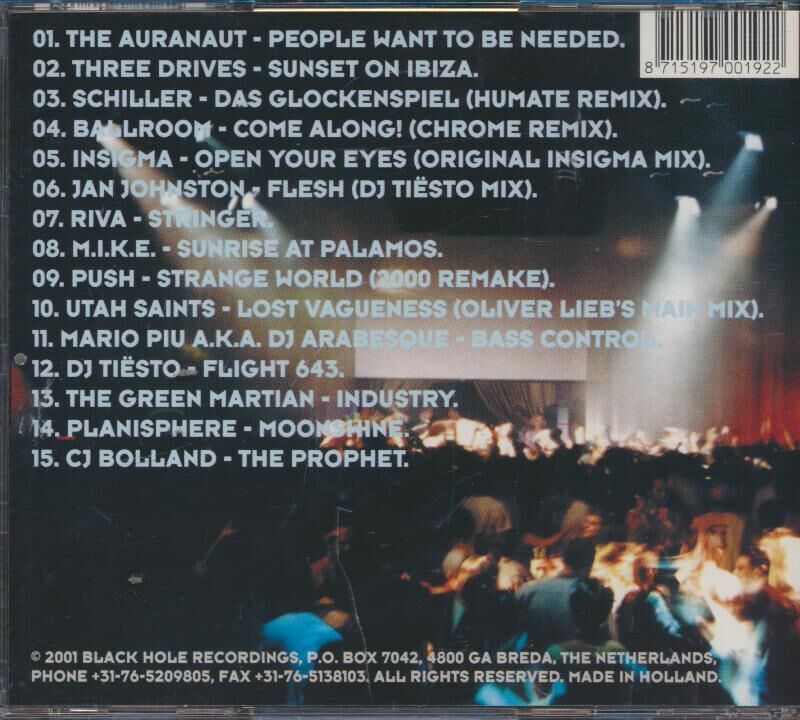 01. THE AURANAUT - PEOPLE WANT TO BE NEEDED.
02. THREE DRIVES - SUNSET ON IBIZA.
03. SCHILLER - DAS GLOCKENSPIEL (HUMATE REMIX).
04. BALLROOM - COME ALONG! (CHROME REMIX).
05. INSIGMA - OPEN YOUR EYES (ORIGINAL INSIGMA MIX).
06. JAN JOHNSTON - FLESH (DJ TIËSTO MIX).
07. RIVA - STRINGER.
08. M.I.K.E. - SUNRISE AT PALAMOS.
09. PUSH - STRANGE WORLD (2000 REMAKE).
10. UTAH SAINTS - LOST VAGUENESS (OLIVER LIEB'S MAIN MIX).
11. MARIO PIU A.K.A. DJ ARABESQUE - BASS CONTROL.
12. DJ TIËSTO - FLIGHT 643.
13. THE GREEN MARTIAN - INDUSTRY.
14. PLANISPHERE - MOONSHINE.
15. CJ BOLLAND - THE PROPHET.
8 715197 001922
© 2001 BLACK HOLE RECORDINGS, P.O. BOX 7042, 4800 GA BREDA, THE NETHERLANDS,
PHONE +31-76-5209805, FAX +31-76-5138103. ALL RIGHTS RESERVED. MADE IN HOLLAND.